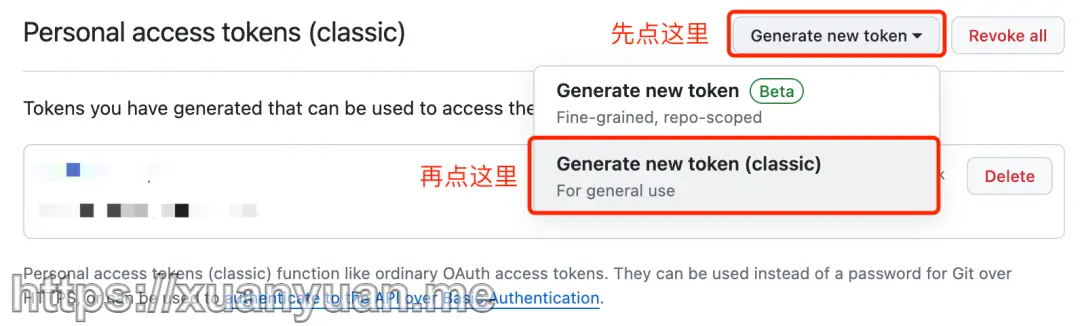 Personal access tokens (classic)
先点这里
Generate new token
Revoke all
Tokens you have generated that can be used to access the
Generate new token Beta
Fine-grained, repo-scoped
再点这里
Generate new token (classic)
For general use
Delete
Personal access tokens (classic) function like ordinary OAuth access tokens. They can be used instead of a password for Git over
HTTPS, or can be used to authenticate to the API over Basic Authentication.
https://xuanyuan.me